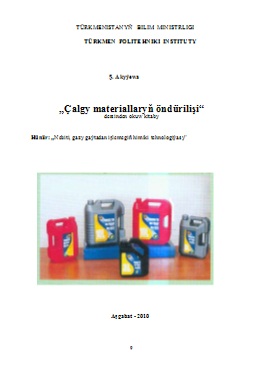 TÜRKMENISTANYŇ BILIM MINISTRLIGI
TÜRKMEN POLITEHNIKI INSTITUTY
Ş. Akyýewa
„Çalgy materiallaryň öndürilişi“
dersinden okuw kitaby
Hünär: „Nebiti, gazy gaýtadan işlemegiň himiki tehnologiýasy“
Aşgabat - 2010